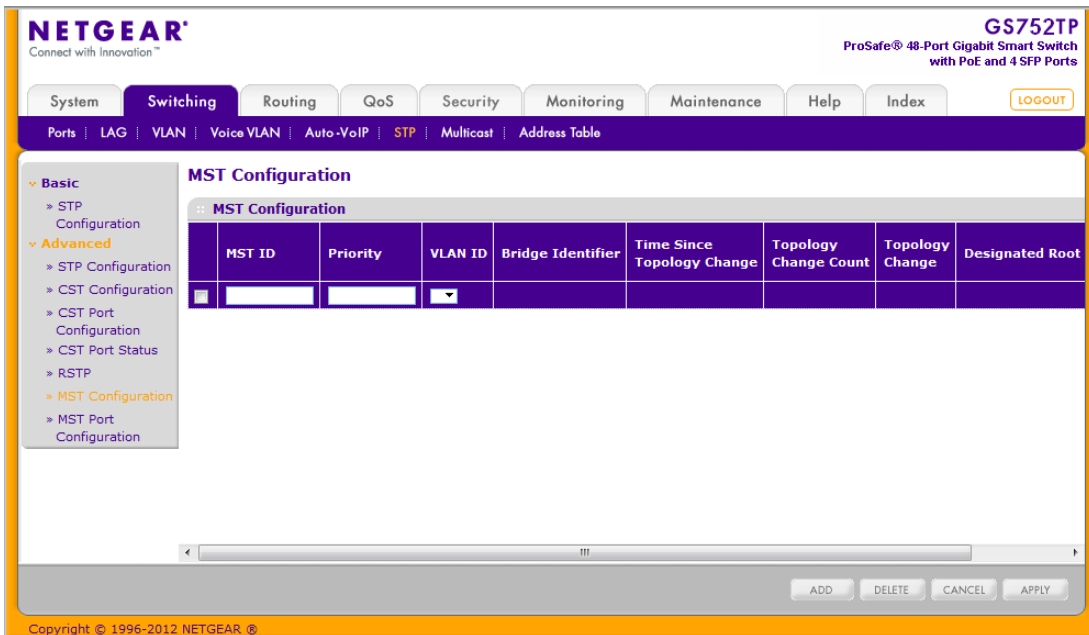 NETGEAR®
Connect with Innovation™
GS752TP
ProSafe® 48-Port Gigabit Smart Switch
with PoE and 4 SFP Ports
System Switching Routing QoS Security Monitoring Maintenance Help Index LOGOUT
Ports LAG VLAN Voice VLAN Auto-VoIP STP Multicast Address Table
Basic
» STP
Configuration
Advanced
» STP Configuration
» CST Configuration
» CST Port
Configuration
» CST Port Status
» RSTP
» MST Configuration
» MST Port
Configuration
MST Configuration
MST Configuration
MST ID Priority VLAN ID Bridge Identifier Time Since Topology Change Topology Change Count Topology Change Designated Root
ADD DELETE CANCEL APPLY
Copyright © 1996-2012 NETGEAR ®